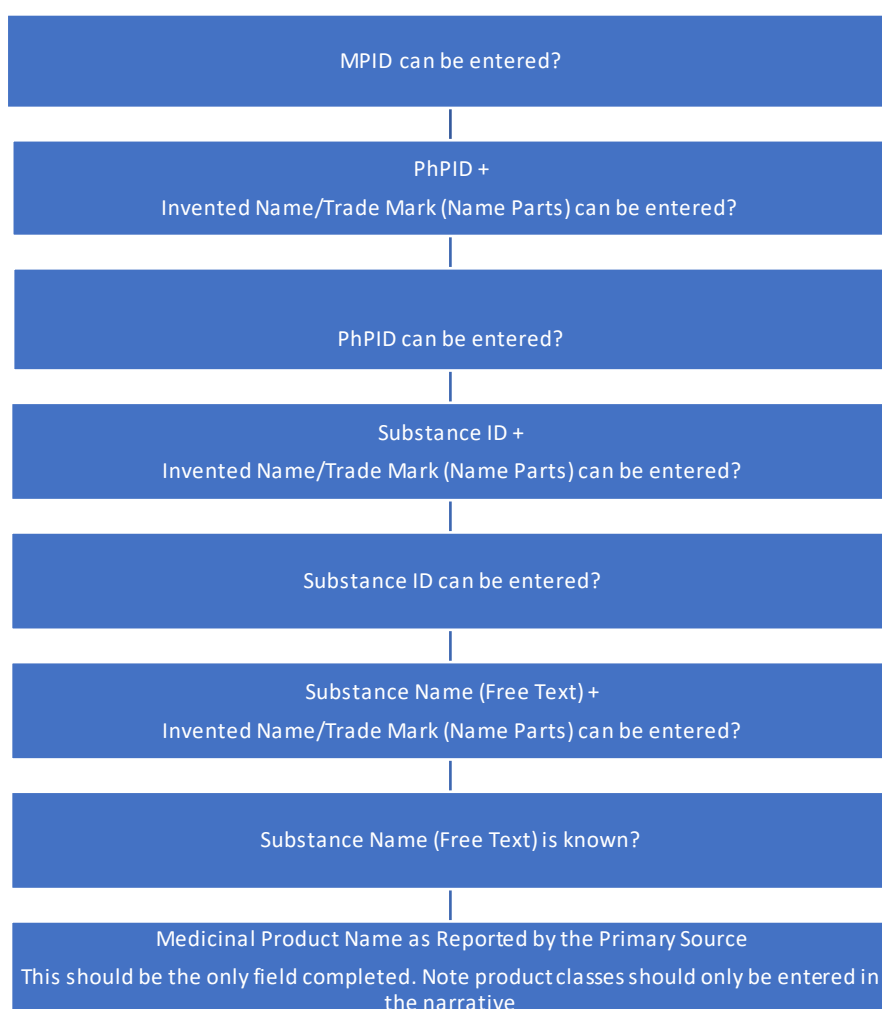 MPID can be entered?
PhPID +
Invented Name/Trade Mark (Name Parts) can be entered?
PhPID can be entered?
Substance ID +
Invented Name/Trade Mark (Name Parts) can be entered?
Substance ID can be entered?
Substance Name (Free Text) +
Invented Name/Trade Mark (Name Parts) can be entered?
Substance Name (Free Text) is known?
Medicinal Product Name as Reported by the Primary Source
This should be the only field completed. Note product classes should only be entered in
the narrative